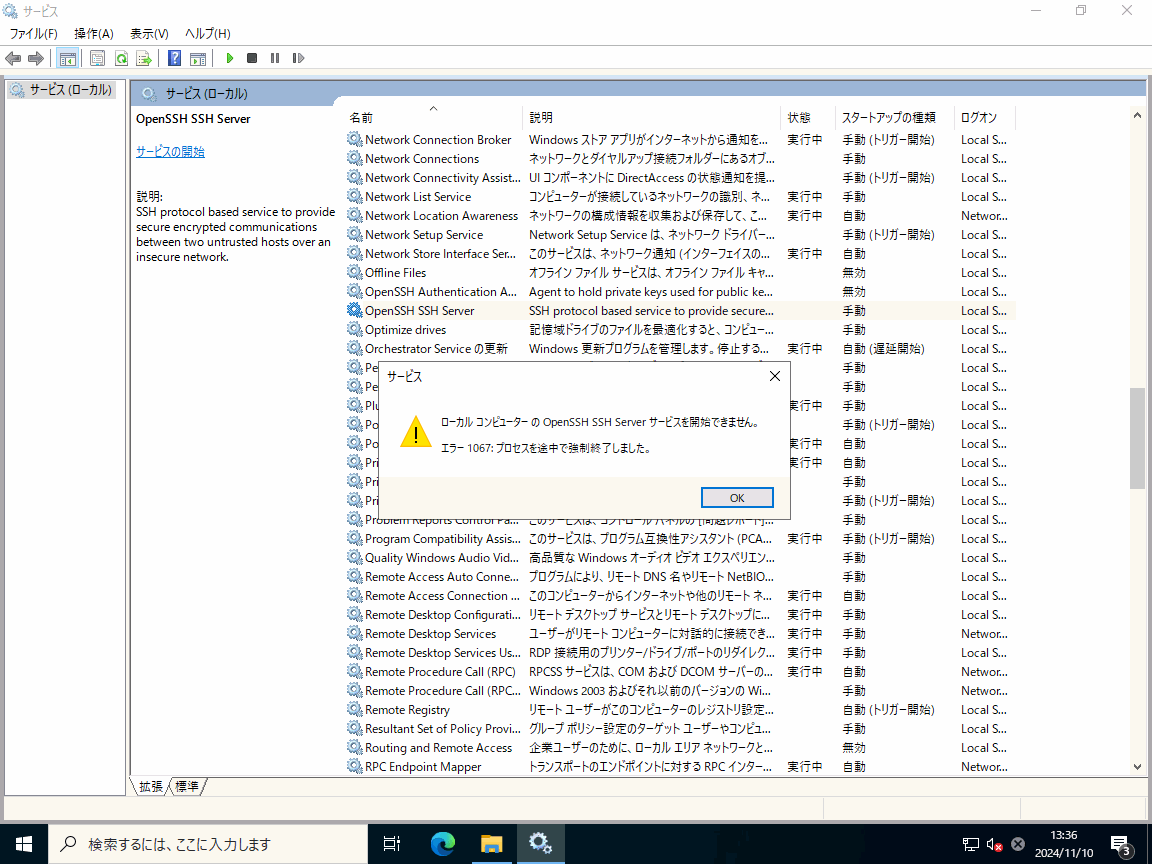 サービス
ファイル(F) 操作(A) 表示(V) ヘルプ(H)
サービス (ローカル)
サービス (ローカル)
OpenSSH SSH Server
サービスの開始
説明:
SSH protocol based service to provide
secure encrypted communications
between two untrusted hosts over an
insecure network.
名前 説明 状態 スタートアップの種類 ログオン
Network Connection Broker Windows ストア アプリがインターネットから通知を... 実行中 手動 (トリガー開始) Local S...
Network Connections ネットワークとダイヤルアップ接続フォルダーにあるオブ... 手動 Local S...
Network Connectivity Assist... UI コンポーネントに DirectAccess の状態通知を提... 手動 (トリガー開始) Local S...
Network List Service コンピューターが接続しているネットワークの識別、ネ... 実行中 手動 Local S...
Network Location Awareness ネットワークの構成情報を収集および保存して、こ... 実行中 自動 Networ...
Network Setup Service Network Setup Service は、ネットワーク ドライバー... 手動 (トリガー開始) Local S...
Network Store Interface Ser... このサービスは、ネットワーク通知 (インターフェイスの... 実行中 自動 Local S...
Offline Files オフライン ファイル サービスは、オフライン ファイル キャ... 無効 Local S...
OpenSSH Authentication A... Agent to hold private keys used for public ke... 無効 Local S...
OpenSSH SSH Server SSH protocol based service to provide secure... 手動 Local S...
Optimize drives 記憶域ドライブのファイルを最適化すると、コンピュー... 手動 Local S...
Orchestrator Service の更新 Windows 更新プログラムを管理します。停止する... 実行中 自動 (遅延開始) Local S...
Pe 手動 Local S...
Pe 手動 Local S...
Plu 実行中 手動 Local S...
Po 手動 (トリガー開始) Local S...
Po 実行中 自動 Local S...
Pri 実行中 自動 Local S...
Pri 手動 Local S...
Pri 手動 (トリガー開始) Local S...
サービス
ローカル コンピューター の OpenSSH SSH Server サービスを開始できません。
エラー 1067: プロセスを途中で強制終了しました。
OK
Problem Reports Control Pa... このサービスは、コントロール パネルの [問題レポート]... 手動 Local S...
Program Compatibility Assis... このサービスは、プログラム互換性アシスタント (PCA... 実行中 手動 (トリガー開始) Local S...
Quality Windows Audio Vid... 高品質な Windows オーディオ ビデオ エクスペリエン... 手動 Local S...
Remote Access Auto Conne... プログラムにより、リモート DNS 名やリモート NetBIO... 手動 Local S...
Remote Access Connection ... このコンピューターからインターネットや他のリモート ネ... 実行中 自動 Local S...
Remote Desktop Configurati... リモート デスクトップ サービスとリモート デスクトップに... 実行中 手動 Local S...
Remote Desktop Services ユーザーがリモート コンピューターに対話的に接続でき... 実行中 手動 Networ...
Remote Desktop Services Us... RDP 接続用のプリンター/ドライブ/ポートのリダイレク... 実行中 手動 Local S...
Remote Procedure Call (RPC) RPCSS サービスは、COM および DCOM サーバーの... 実行中 自動 Networ...
Remote Procedure Call (RPC... Windows 2003 およびそれ以前のバージョンの Wi... 手動 Networ...
Remote Registry リモート ユーザーがこのコンピューターのレジストリ設定... 自動 (トリガー開始) Local S...
Resultant Set of Policy Provi... グループ ポリシー設定のターゲット ユーザーやコンピュ... 手動 Local S...
Routing and Remote Access 企業ユーザーのために、ローカル エリア ネットワークと... 無効 Local S...
RPC Endpoint Mapper トランスポートのエンドポイントに対する RPC インター... 実行中 自動 Networ...
拡張 標準
検索するには、ここに入力します
13:36
2024/11/10
3